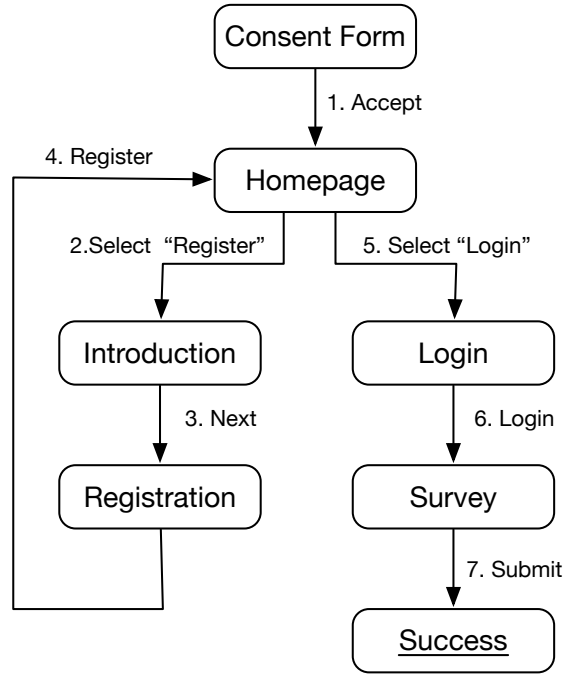 Consent Form
1. Accept
4. Register
Homepage
2.Select “Register”
5. Select “Login”
Introduction
Login
3. Next
6. Login
Registration
Survey
7. Submit
Success